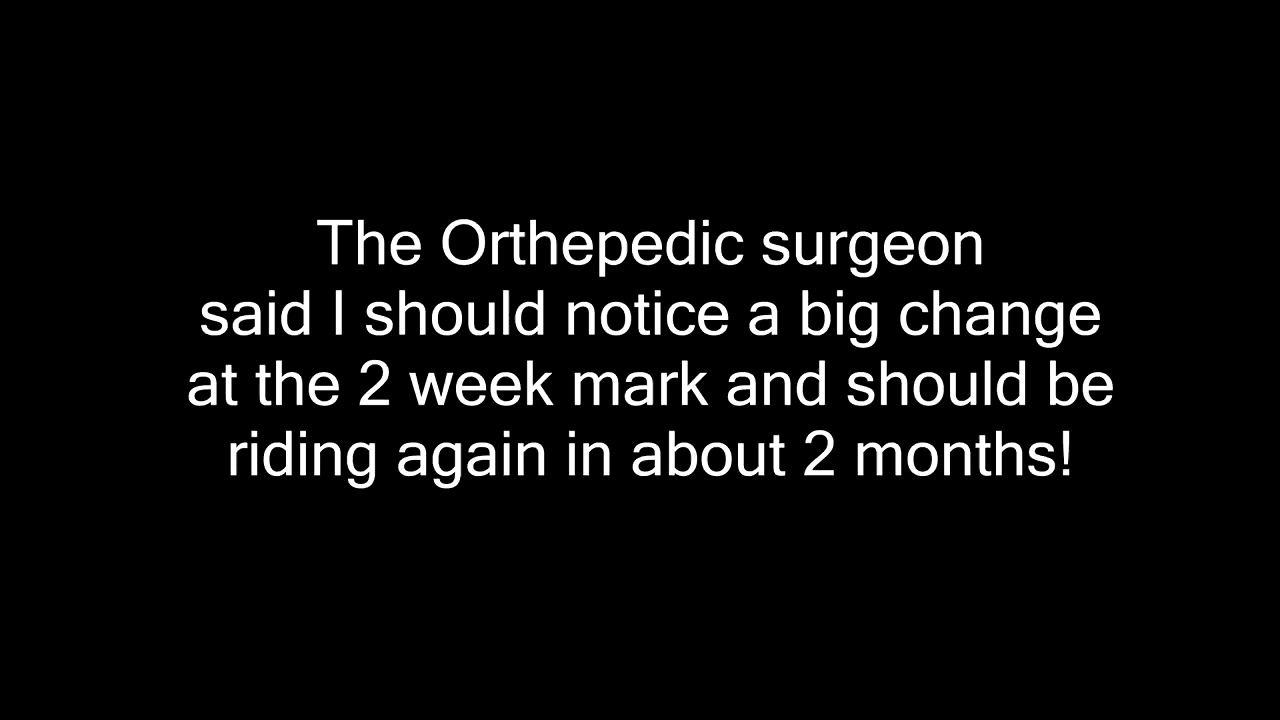 The Orthepedic surgeon
said I should notice a big change
at the 2 week mark and should be
riding again in about 2 months!